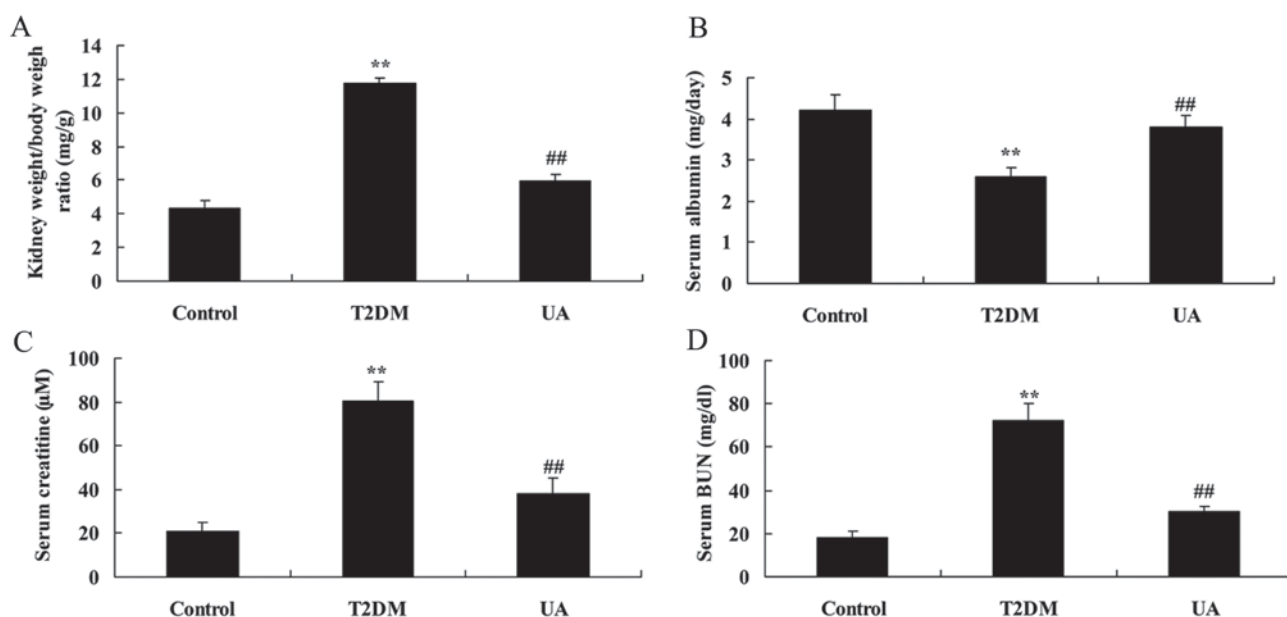 A
Kidney weight/body weigh
ratio (mg/g)
14
12
10
8
6
4
2
0
**
##
Control
T2DM
UA
B
Serum albumin (mg/day)
5
4
3
2
1
0
**
##
Control
T2DM
UA
C
Serum creatitine (μM)
100
80
60
40
20
0
**
##
Control
T2DM
UA
D
Serum BUN (mg/dl)
100
80
60
40
20
0
**
##
Control
T2DM
UA